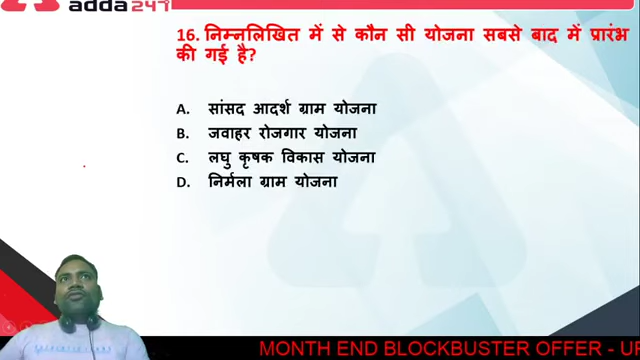 adda247
16. निम्नलिखित में से कौन सी योजना सबसे बाद में प्रारंभ
की गई है?
A. सांसद आदर्श ग्राम योजना
B. जवाहर रोजगार योजना
C. लघु कृषक विकास योजना
D. निर्मला ग्राम योजना
MONTH END BLOCKBUSTER OFFER - UP